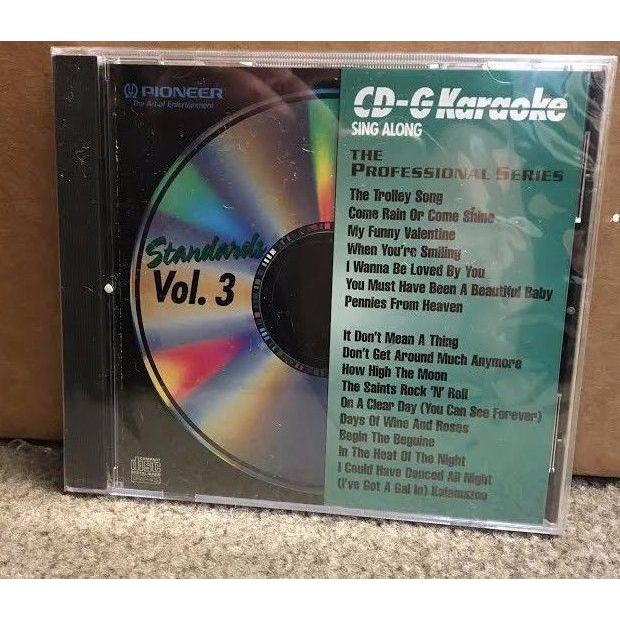 PIONEER
The Art of Entertainment
Standards
Vol. 3
COMPACT
disc
DIGITAL AUDIO
CD-G Karaoke
SING ALONG
THE
PROFESSIONAL SERIES
The Trolley Song
Come Rain Or Come Shine
My Funny Valentine
When You're Smiling
I Wanna Be Loved By You
You Must Have Been A Beautiful Baby
Pennies From Heaven
It Don't Mean A Thing
Don't Get Around Much Anymore
How High The Moon
The Saints Rock 'N' Roll
On A Clear Day (You Can See Forever)
Days Of Wine And Roses
Begin The Beguine
In The Heat Of The Night
I Could Have Danced All Night
(I've Got A Gal In) Kalamazoo